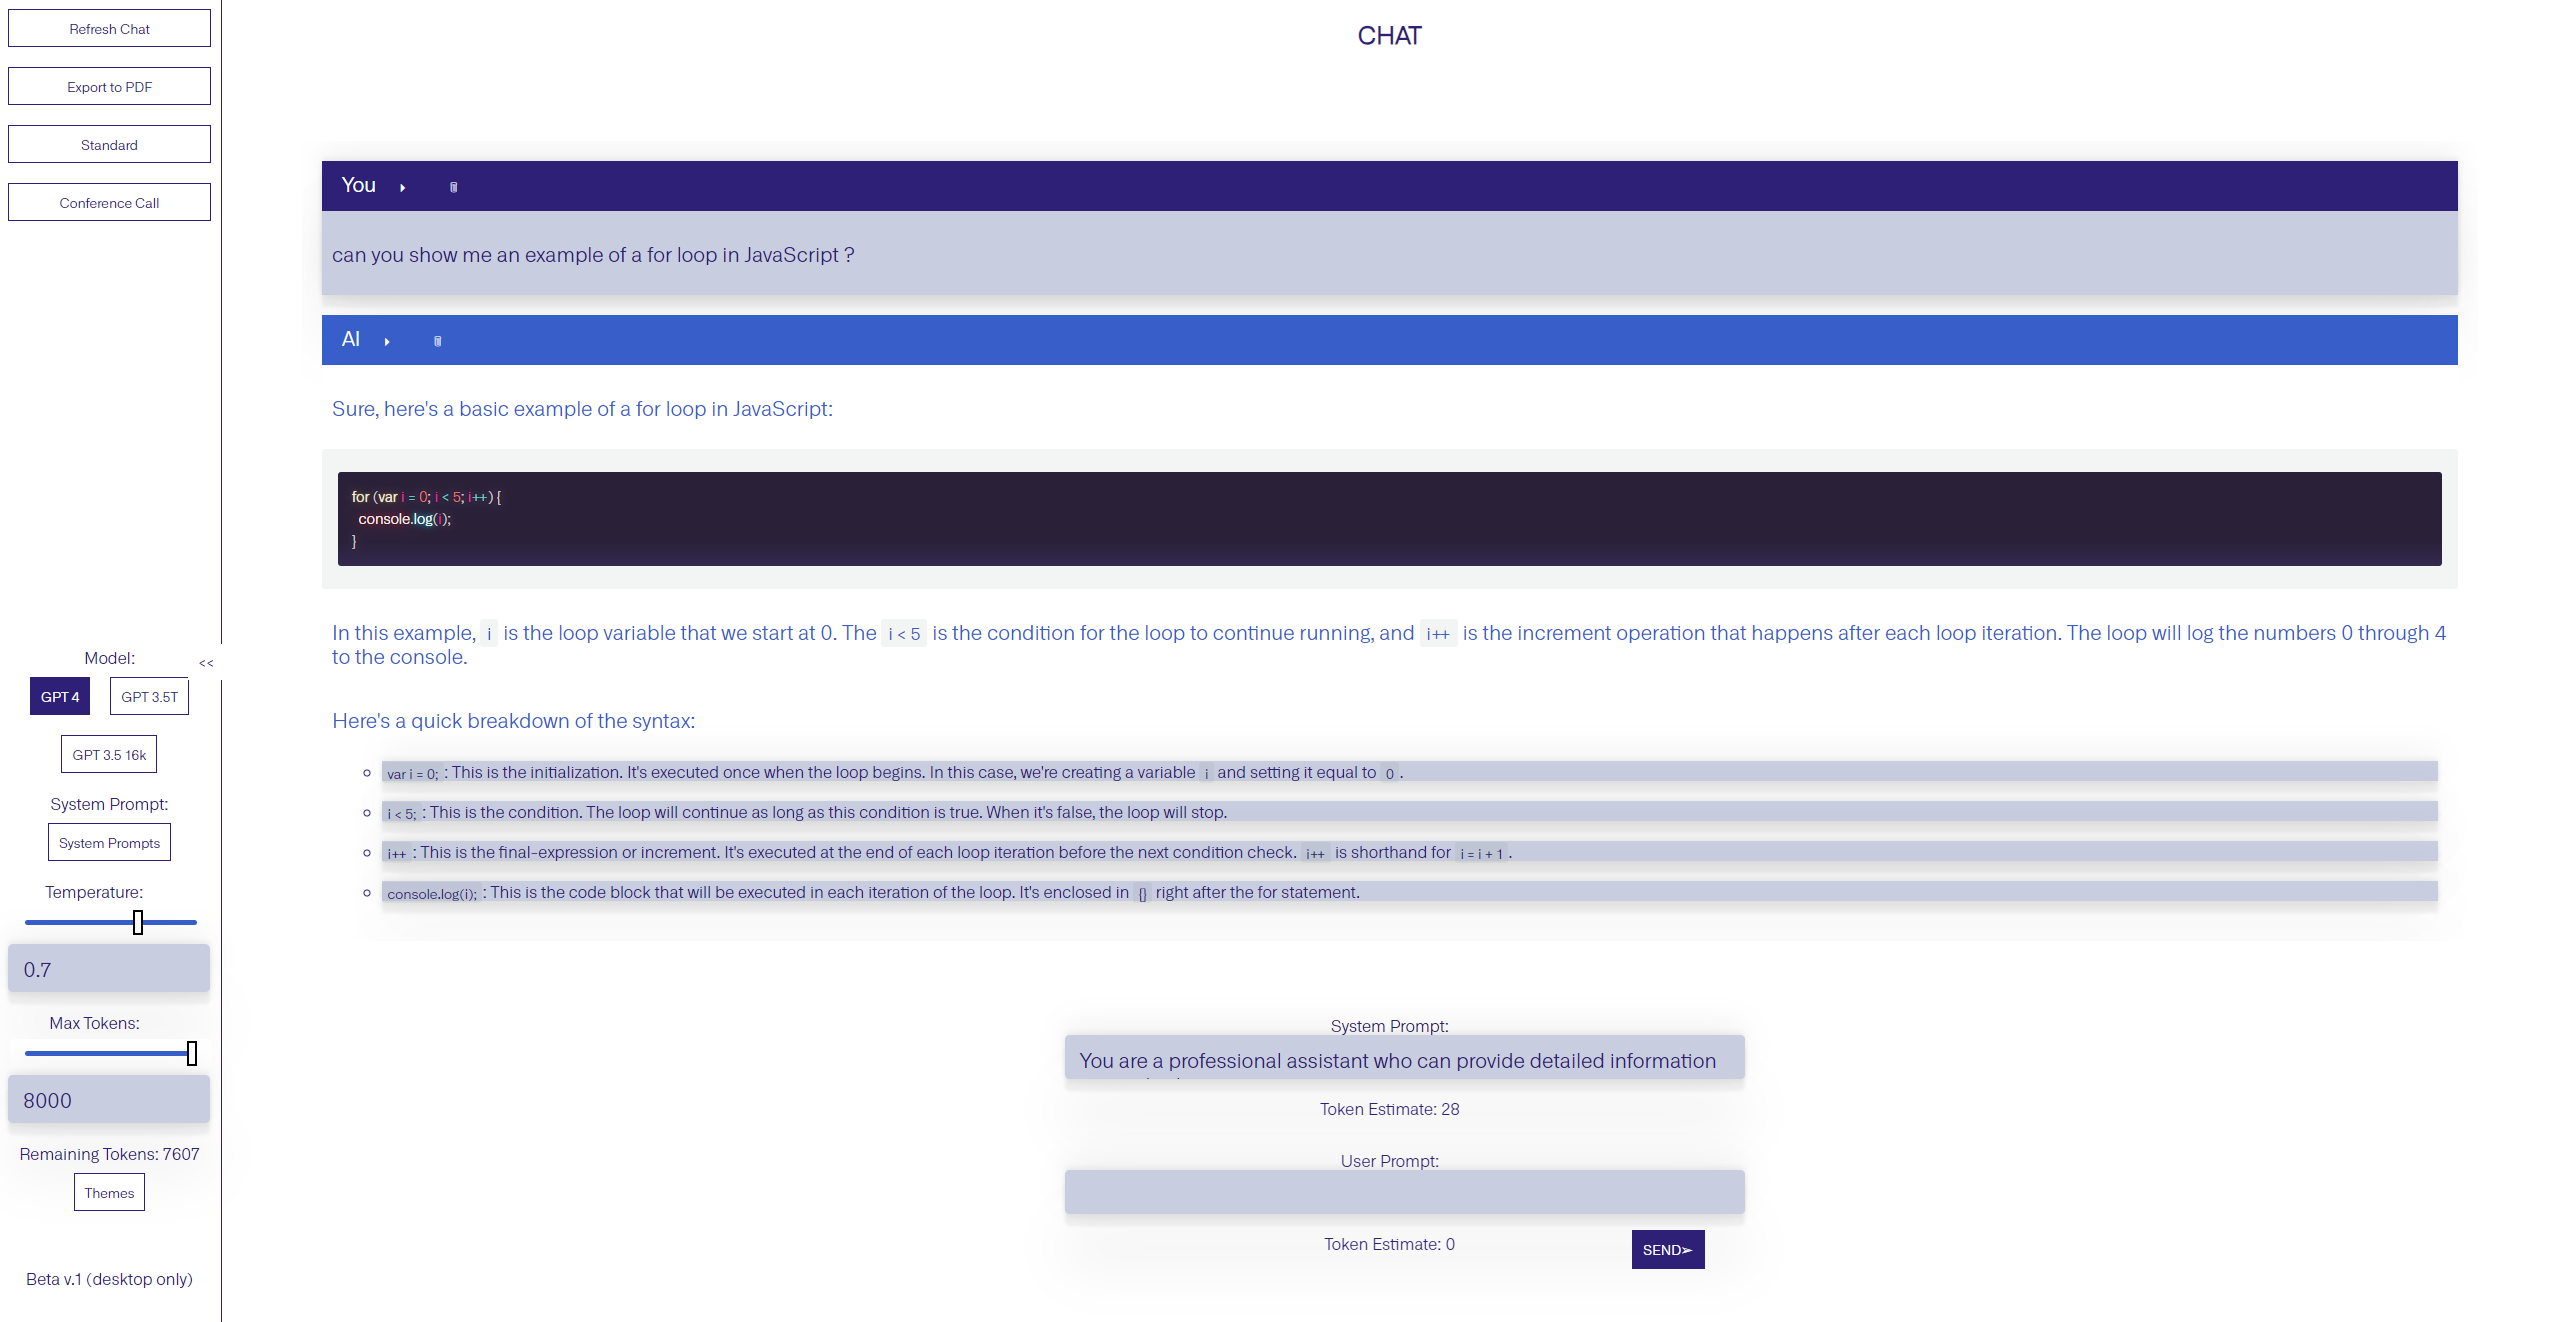 Refresh Chat
Export to PDF
Standard
Conference Call
CHAT
You
can you show me an example of a for loop in JavaScript ?
AI
Sure, here's a basic example of a for loop in JavaScript:
for (var i = 0; i < 5; i++) {
  console.log(i);
}
In this example, i is the loop variable that we start at 0. The i < 5 is the condition for the loop to continue running, and i++ is the increment operation that happens after each loop iteration. The loop will log the numbers 0 through 4
to the console.
Here's a quick breakdown of the syntax:
var i = 0; : This is the initialization. It's executed once when the loop begins. In this case, we're creating a variable i and setting it equal to 0 .
i < 5; : This is the condition. The loop will continue as long as this condition is true. When it's false, the loop will stop.
i++ : This is the final-expression or increment. It's executed at the end of each loop iteration before the next condition check. i++ is shorthand for i = i + 1 .
console.log(i); : This is the code block that will be executed in each iteration of the loop. It's enclosed in {} right after the for statement.
Model:
<<
GPT 4
GPT 3.5T
GPT 3.5 16k
System Prompt:
System Prompts
Temperature:
0.7
Max Tokens:
8000
Remaining Tokens: 7607
Themes
Beta v.1 (desktop only)
System Prompt:
You are a professional assistant who can provide detailed information
Token Estimate: 28
User Prompt:
Token Estimate: 0
SEND➢